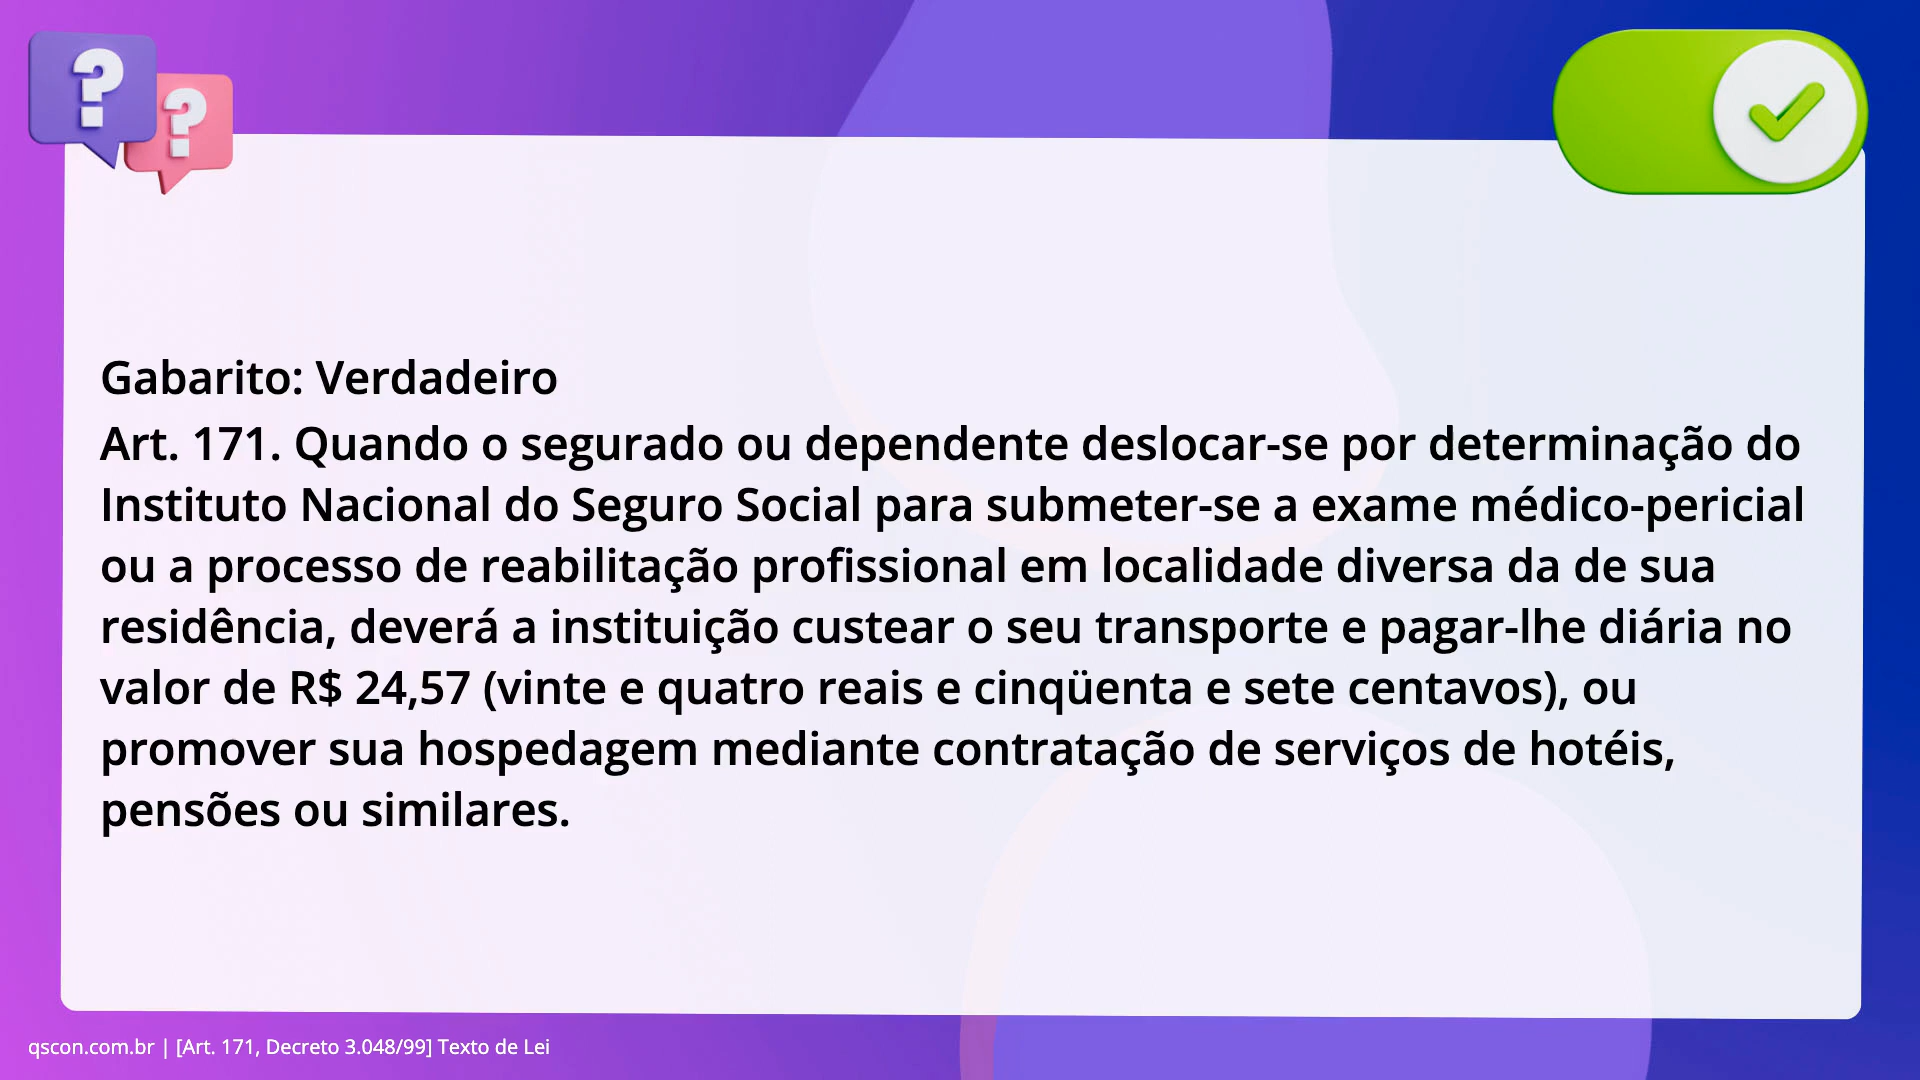 ?
?
Gabarito: Verdadeiro
Art. 171. Quando o segurado ou dependente deslocar-se por determinação do
Instituto Nacional do Seguro Social para submeter-se a exame médico-pericial
ou a processo de reabilitação profissional em localidade diversa da de sua
residência, deverá a instituição custear o seu transporte e pagar-lhe diária no
valor de R$ 24,57 (vinte e quatro reais e cinqüenta e sete centavos), ou
promover sua hospedagem mediante contratação de serviços de hotéis,
pensões ou similares.
qscon.com.br | [Art. 171, Decreto 3.048/99] Texto de Lei